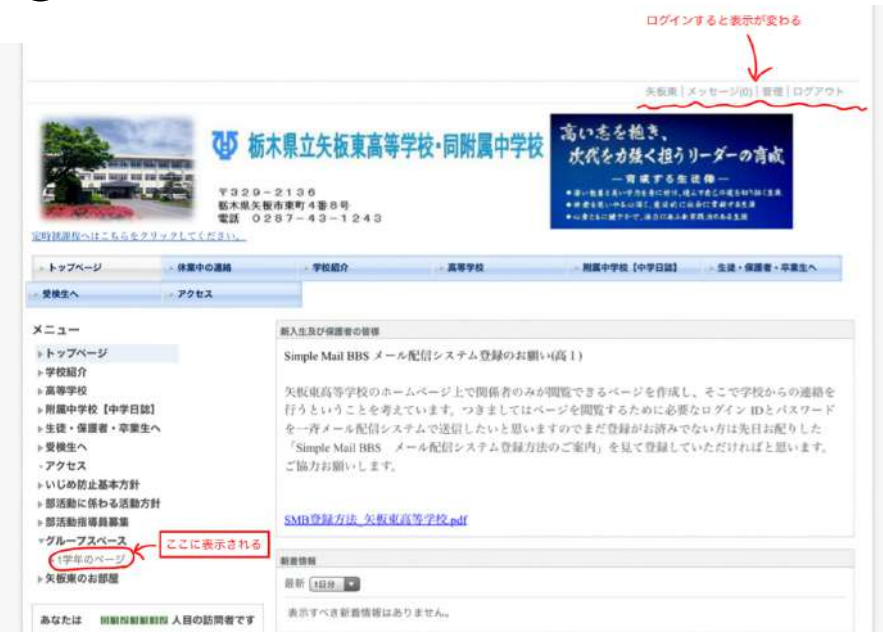 ログインすると表示が変わる
矢板東|メッセージ(0)|管理|ログアウト
栃木県立矢板東高等学校・同附属中学校
〒329-2136
栃木県矢板市東町4番8号
電話 0287-43-1243
高い志を抱き、
次代を力強く担うリーダーの育成
ー育成する生徒像ー
定時制課程へはこちらをクリックしてください。
トップページ
休業中の連絡
学校紹介
高等学校
附属中学校【中学日誌】
生徒・保護者・卒業生へ
受検生へ
アクセス
メニュー
トップページ
学校紹介
高等学校
附属中学校【中学日誌】
生徒・保護者・卒業生へ
受検生へ
アクセス
いじめ防止基本方針
部活動に係わる活動方針
部活動指導員募集
グループスペース
1学年のページ
ここに表示される
矢板東のお部屋
あなたは 人目の訪問者です
新入生及び保護者の皆様
Simple Mail BBS メール配信システム登録のお願い(高1)
矢板東高等学校のホームページ上で関係者のみが閲覧できるページを作成し、そこで学校からの連絡を
行うということを考えています。つきましてはページを閲覧するために必要なログイン IDとパスワード
を一斉メール配信システムで送信したいと思いますのでまだ登録がお済みでない方は先日お配りした
「Simple Mail BBS メール配信システム登録方法のご案内」を見て登録していただければと思います。
ご協力お願いします。
SMB登録方法_矢板東高等学校.pdf
新着情報
最新 1日分
表示すべき新着情報はありません。